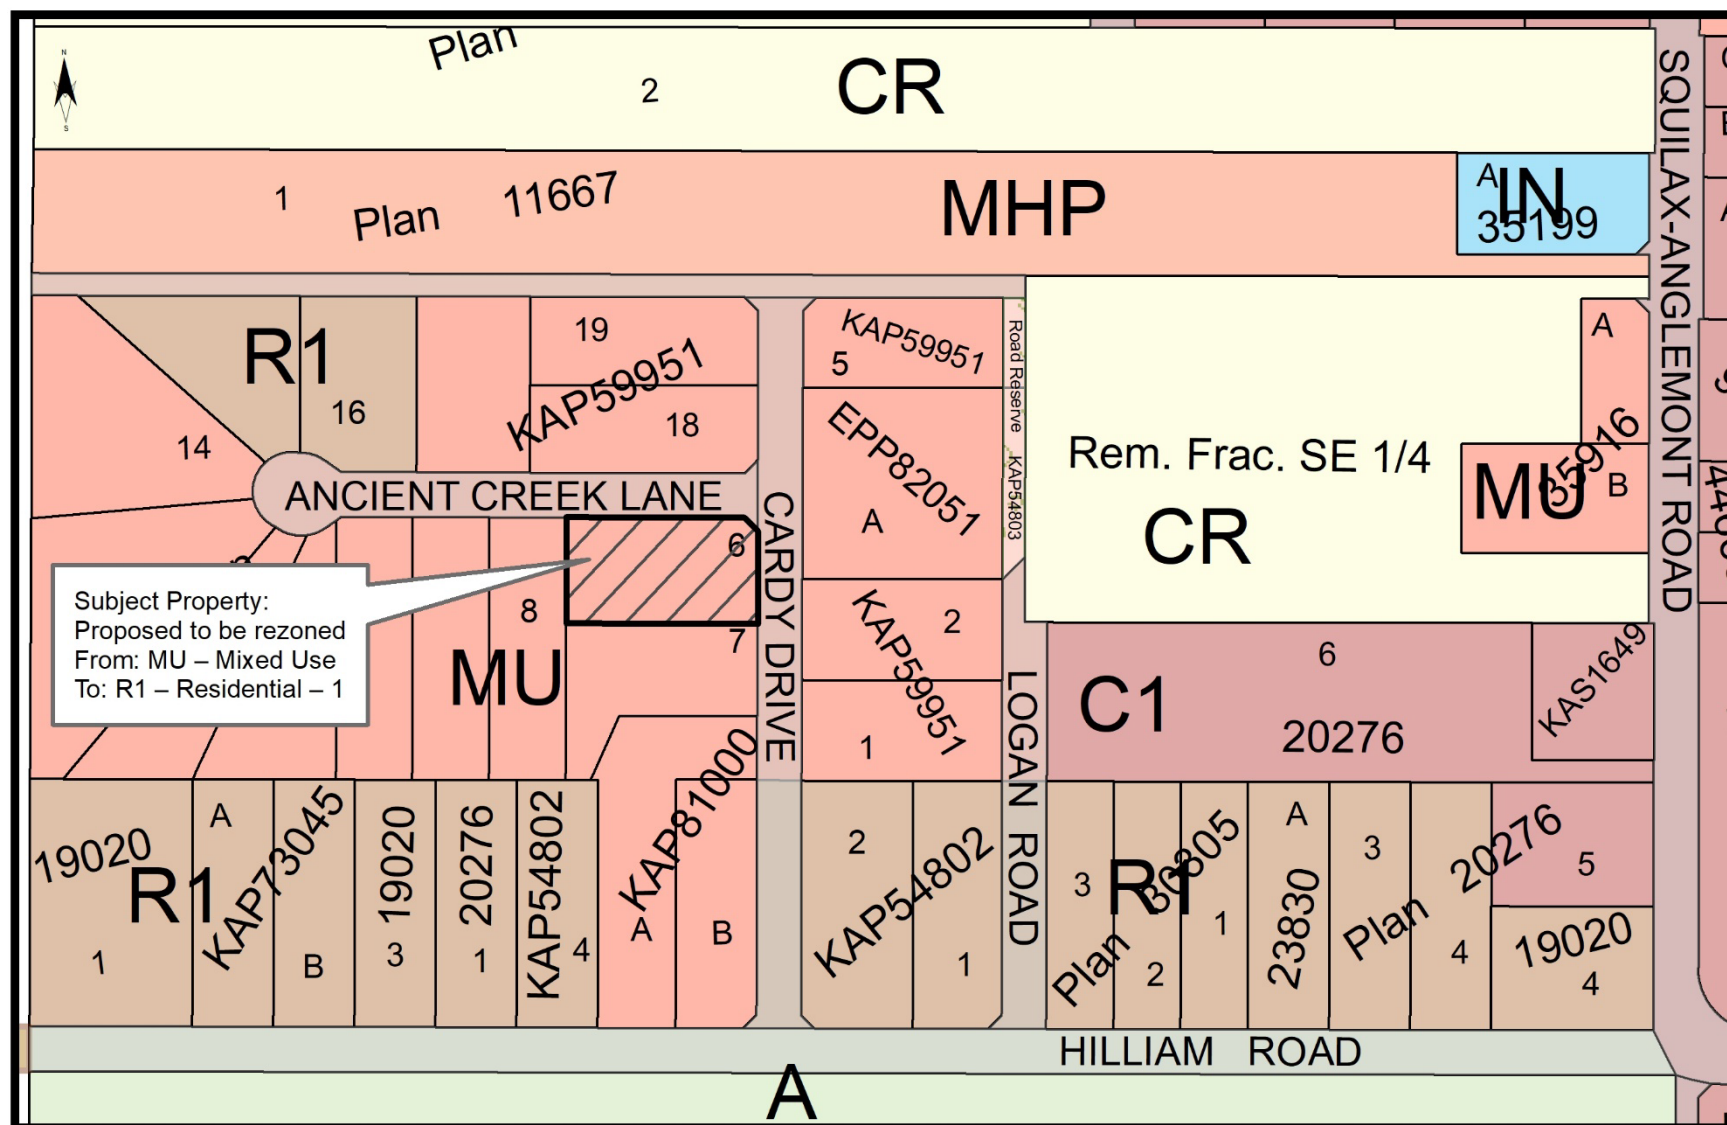 N
S
Plan
2
CR
1
Plan
11667
MHP
A
IN
35199
SQUILAX-ANGLEMONT ROAD
R1
16
14
19
KAP59951
18
KAP59951
5
Road Reserve KAP54803
EPP82051
A
Rem. Frac. SE 1/4
CR
A
35916
MU
B
ANCIENT CREEK LANE
CARDY DRIVE
6
Subject Property:
Proposed to be rezoned
From: MU – Mixed Use
To: R1 – Residential – 1
8
7
MU
2
KAP59951
1
LOGAN ROAD
6
C1
20276
KAS1649
19020
R1
1
A
KAP73045
B
19020
3
20276
1
KAP54802
4
KAP81000
A
B
2
KAP54802
1
3
R1
30305
Plan
2
1
A
23830
3
Plan
20276
4
5
19020
4
HILLIAM ROAD
A